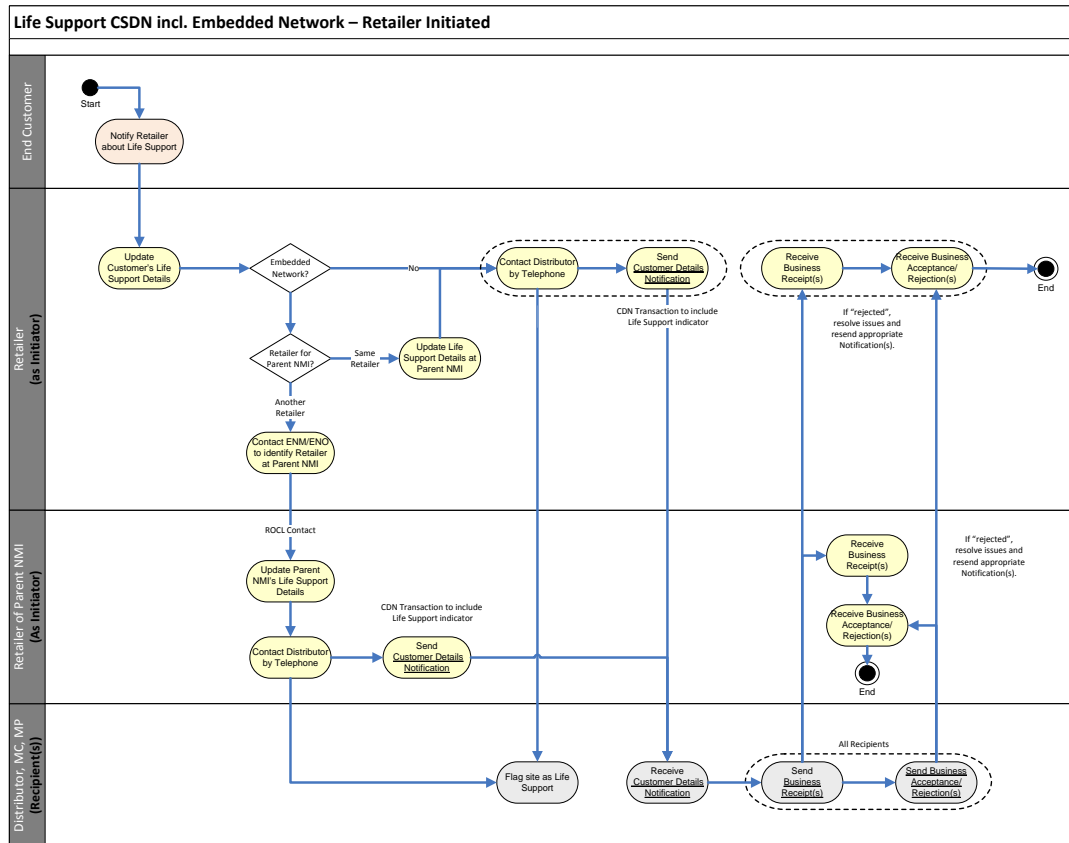 Life Support CSDN incl. Embedded Network – Retailer Initiated
End Customer
Start
Notify Retailer
about Life Support
Retailer
(as Initiator)
Update
Customer's Life
Support Details
Embedded
Network?
No
Contact Distributor
by Telephone
Send
Customer Details
Notification
Receive
Business
Receipt(s)
Receive Business
Acceptance/
Rejection(s)
End
CDN Transaction to include
Life Support indicator
If “rejected”,
resolve issues and
resend appropriate
Notification(s).
Retailer for
Parent NMI?
Same
Retailer
Update Life
Support Details at
Parent NMI
Another
Retailer
Contact ENM/ENO
to identify Retailer
at Parent NMI
Retailer of Parent NMI
(As Initiator)
ROCL Contact
Update Parent
NMI's Life Support
Details
Receive
Business
Receipt(s)
If “rejected”,
resolve issues and
resend appropriate
Notification(s).
CDN Transaction to include
Life Support indicator
Receive Business
Acceptance/
Rejection(s)
Contact Distributor
by Telephone
Send
Customer Details
Notification
End
Distributor, MC, MP
(Recipient(s))
All Recipients
Flag site as Life
Support
Receive
Customer Details
Notification
Send
Business
Receipt(s)
Send Business
Acceptance/
Rejection(s)